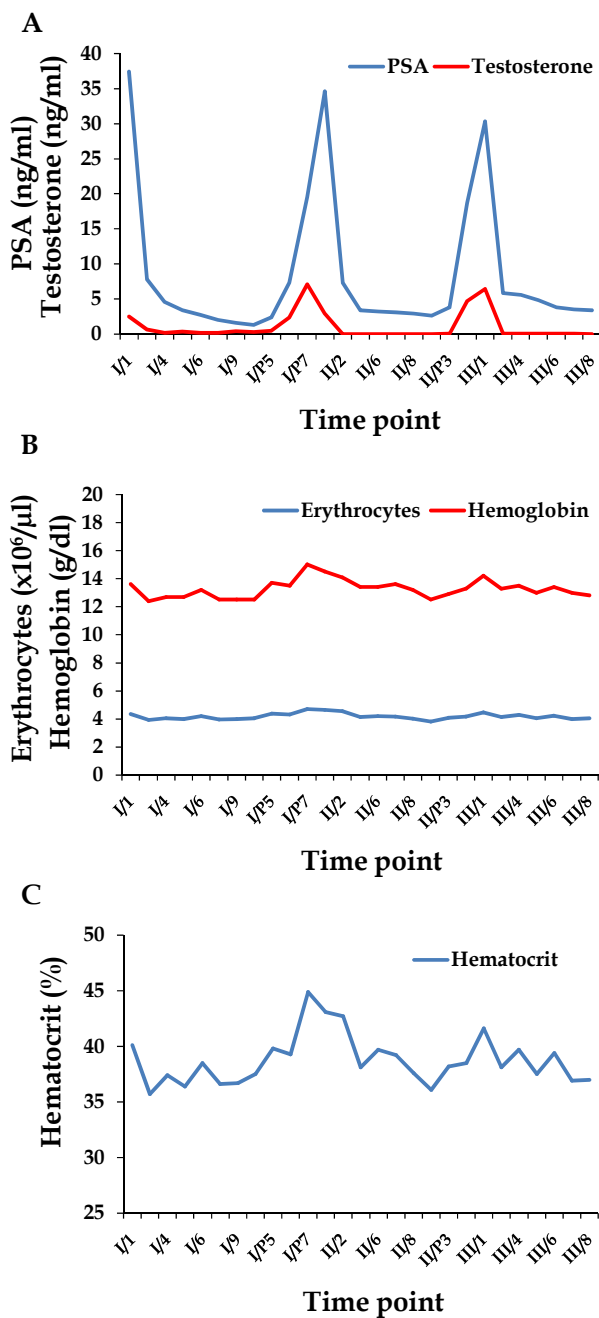 A
PSA (ng/ml)
Testosterone (ng/ml)
40
35
30
25
20
15
10
5
0
PSA
Testosterone
I/1
I/4
I/6
I/9
I/P5
I/P7
II/2
II/6
II/8
II/P3
III/1
III/4
III/6
III/8
Time point
B
Erythrocytes (x10⁶/µl)
Hemoglobin (g/dl)
20
18
16
14
12
10
8
6
4
2
0
Erythrocytes
Hemoglobin
I/1
I/4
I/6
I/9
I/P5
I/P7
II/2
II/6
II/8
II/P3
III/1
III/4
III/6
III/8
Time point
C
Hematocrit (%)
50
45
40
35
30
25
Hematocrit
I/1
I/4
I/6
I/9
I/P5
I/P7
II/2
II/6
II/8
II/P3
III/1
III/4
III/6
III/8
Time point